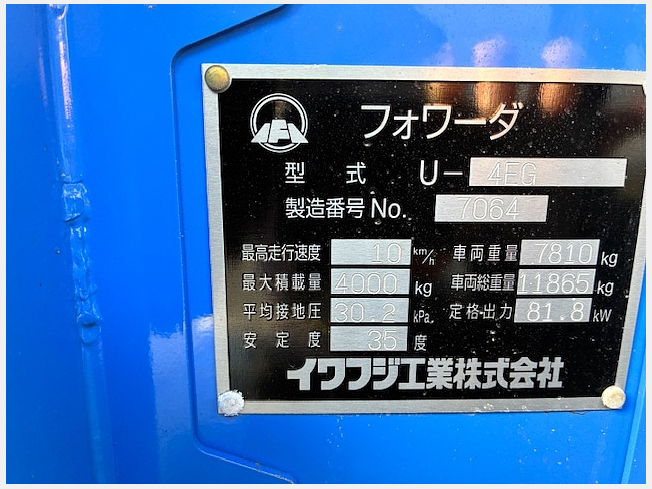 フォワーダ
型式 U- 4FG
製造番号 No. 7064
最高走行速度 10 km/h 車両重量 7810 kg
最大積載量 4000 kg 車両総重量 11865 kg
平均接地圧 30.2 kPa 定格出力 81.8 kW
安定度 35 度
イワフジ工業株式会社